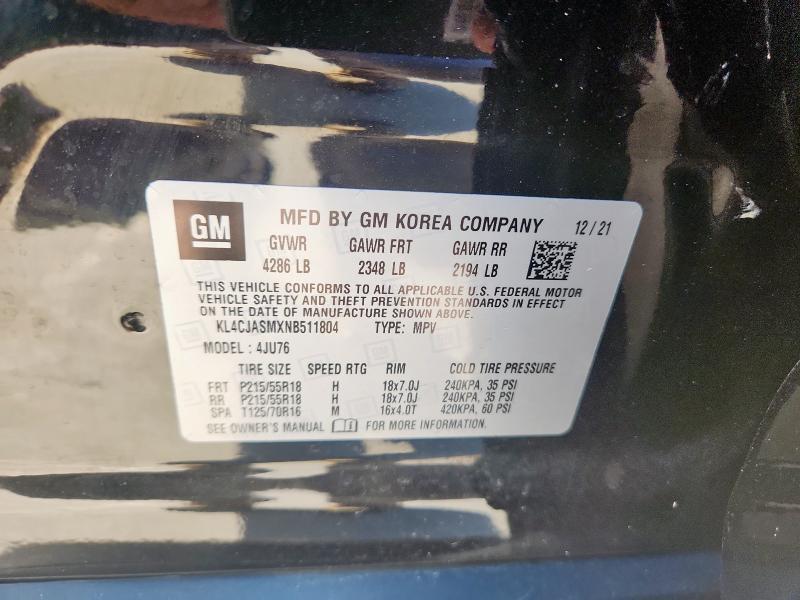 GM MFD BY GM KOREA COMPANY 12/21
GVWR GAWR FRT GAWR RR
4286 LB 2348 LB 2194 LB
THIS VEHICLE CONFORMS TO ALL APPLICABLE U.S. FEDERAL MOTOR
VEHICLE SAFETY AND THEFT PREVENTION STANDARDS IN EFFECT
ON THE DATE OF MANUFACTURE SHOWN ABOVE.
KL4CJASMXNB511804 TYPE: MPV
MODEL: 4JU76
TIRE SIZE SPEED RTG RIM COLD TIRE PRESSURE
FRT P215/55R18 H 18x7.0J 240KPA, 35 PSI
RR P215/55R18 H 18x7.0J 240KPA, 35 PSI
SPA T125/70R16 M 16x4.0T 420KPA, 60 PSI
SEE OWNER'S MANUAL FOR MORE INFORMATION.